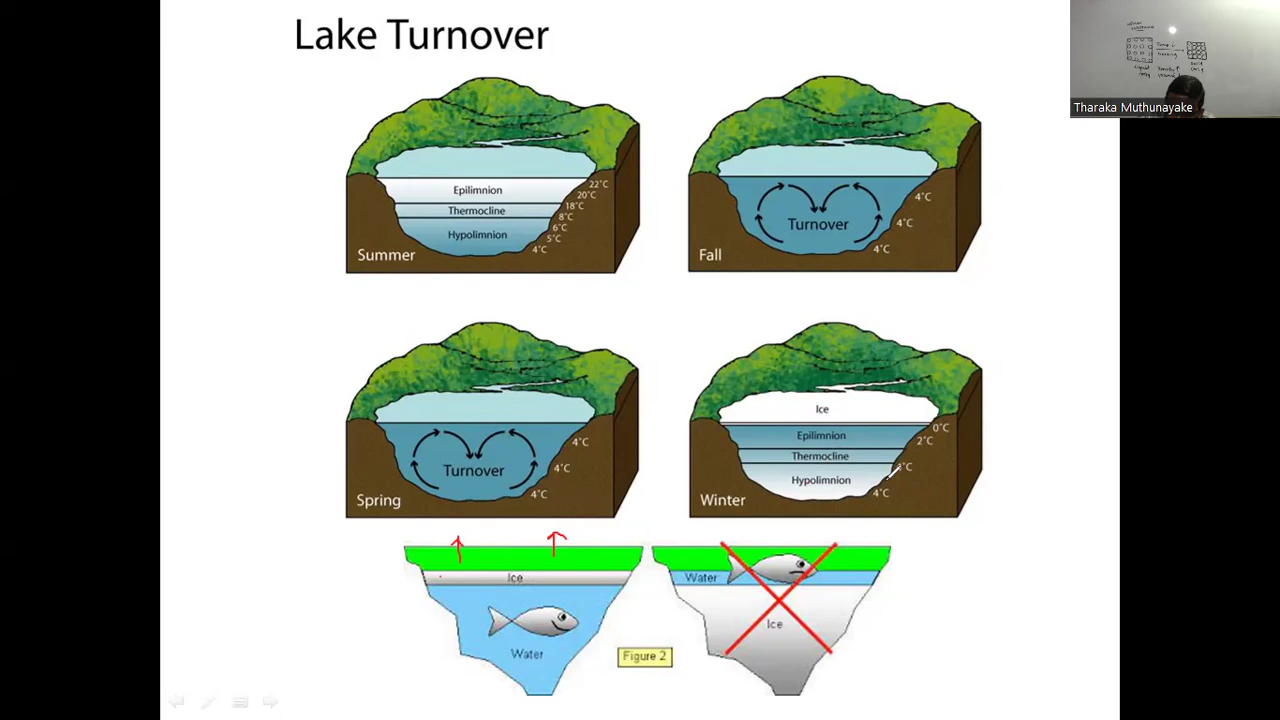 Lake Turnover
Tharaka Muthunayake
Epilimnion
Thermocline
Hypolimnion
22°C
20°C
18°C
8°C
6°C
5°C
4°C
Summer
Turnover
4°C
4°C
4°C
Fall
Turnover
4°C
4°C
4°C
Spring
Ice
Epilimnion
Thermocline
Hypolimnion
0°C
2°C
4°C
Winter
Ice
Water
Figure 2
Water
Ice